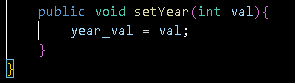 public void setYear(int val){
year_val = val;
}
}